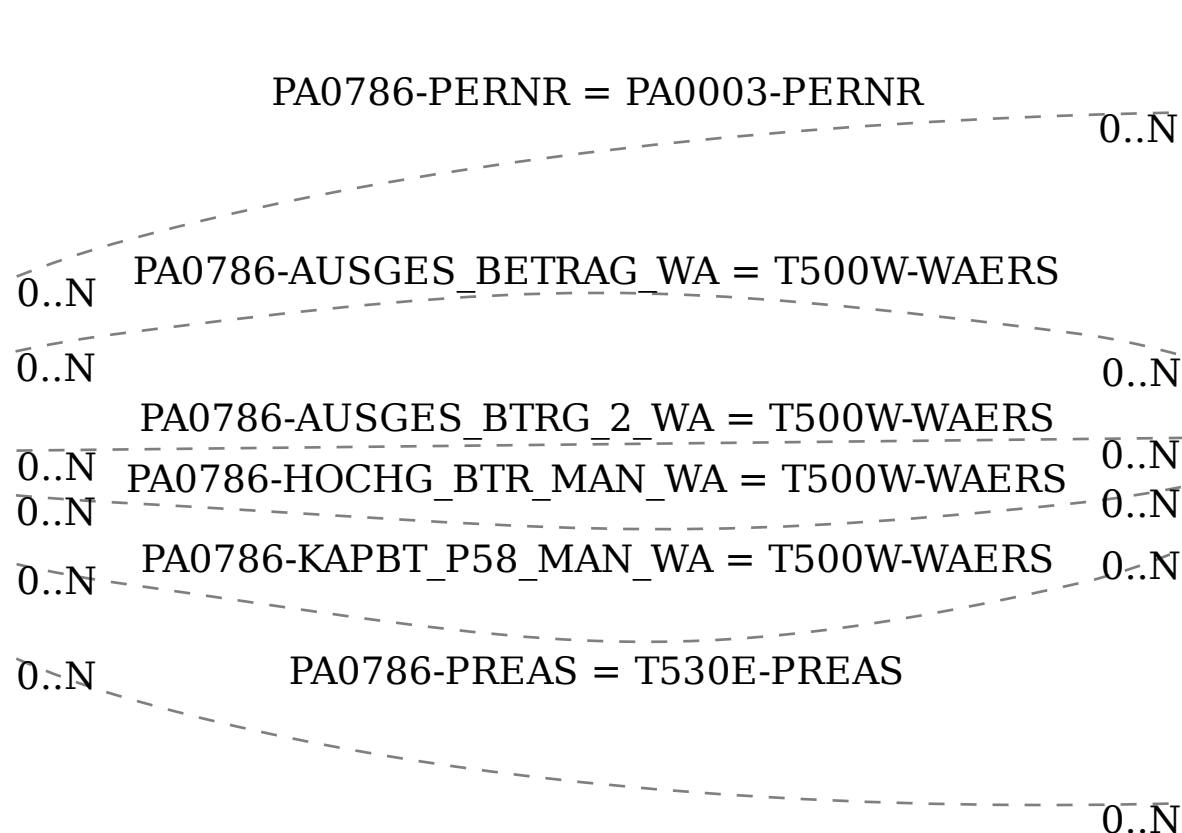 PA0786-PERNR = PA0003-PERNR
0..N
PA0786-AUSGES_BETRAG_WA = T500W-WAERS
0..N
0..N
0..N
PA0786-AUSGES_BTRG_2_WA = T500W-WAERS
0..N
0..N
PA0786-HOCHG_BTR_MAN_WA = T500W-WAERS
0..N
0..N
PA0786-KAPBT_P58_MAN_WA = T500W-WAERS
0..N
0..N
PA0786-PREAS = T530E-PREAS
0..N
0..N